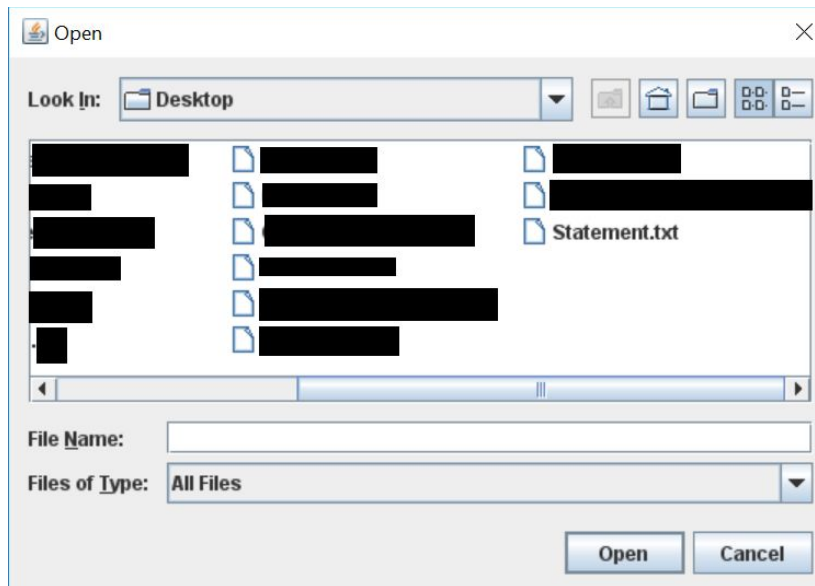 Open
Look In: Desktop
Statement.txt
File Name:
Files of Type: All Files
Open Cancel